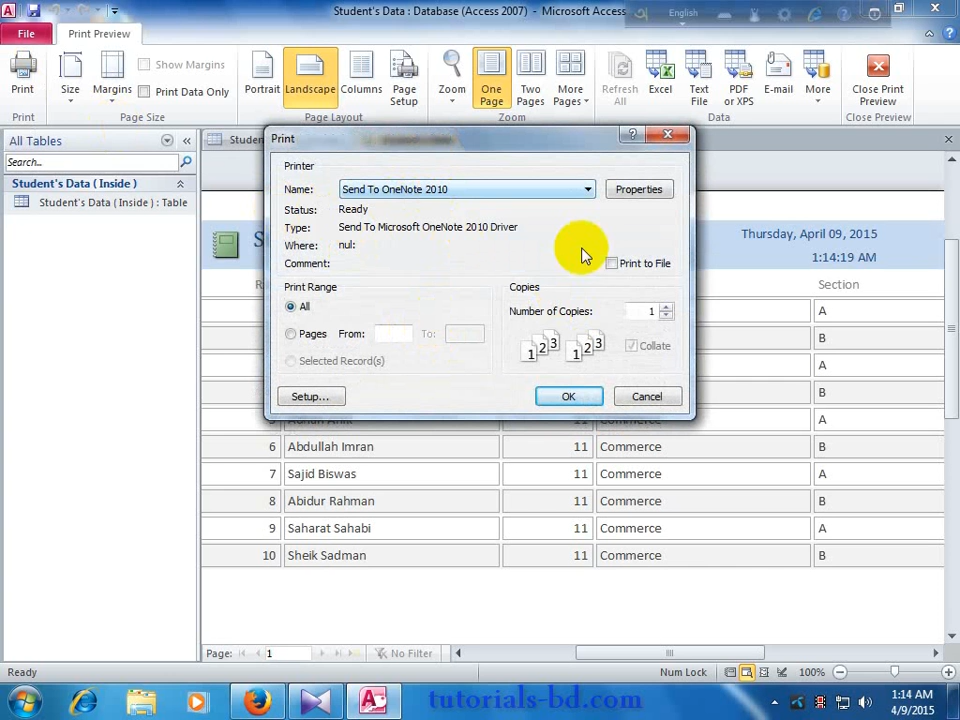 Student's Data : Database (Access 2007) - Microsoft Access
English
File
Print Preview
Print
Size
Margins
Show Margins
Print Data Only
Portrait
Landscape
Columns
Page Setup
Zoom
One Page
Two Pages
More Pages
Refresh All
Excel
Text File
PDF or XPS
E-mail
More
Close Print Preview
Print
Page Size
Page Layout
Zoom
Data
Close Preview
All Tables
Search...
Student's Data ( Inside )
Student's Data ( Inside ) : Table
Print
Printer
Name:
Send To OneNote 2010
Properties
Status:
Ready
Type:
Send To Microsoft OneNote 2010 Driver
Where:
nul:
Comment:
Print to File
Print Range
All
Pages
From:
To:
Selected Record(s)
Copies
Number of Copies:
1
1 2 3
1 2 3
Collate
Setup...
OK
Cancel
Thursday, April 09, 2015
1:14:19 AM
Section
A
B
A
B
A
6 Abdullah Imran 11 Commerce B
7 Sajid Biswas 11 Commerce A
8 Abidur Rahman 11 Commerce B
9 Saharat Sahabi 11 Commerce A
10 Sheik Sadman 11 Commerce B
Page:
1
No Filter
Ready
Num Lock
100%
tutorials-bd.com
1:14 AM
4/9/2015